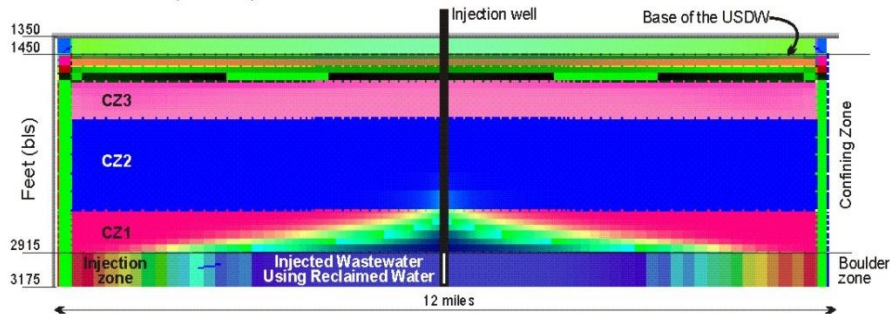 Injection well
Base of the USDW
1350
1450
CZ3
CZ2
CZ1
Feet (bls)
Confining Zone
2915
3175
Injection
zone
Injected Wastewater
Using Reclaimed Water
Boulder
zone
12 miles